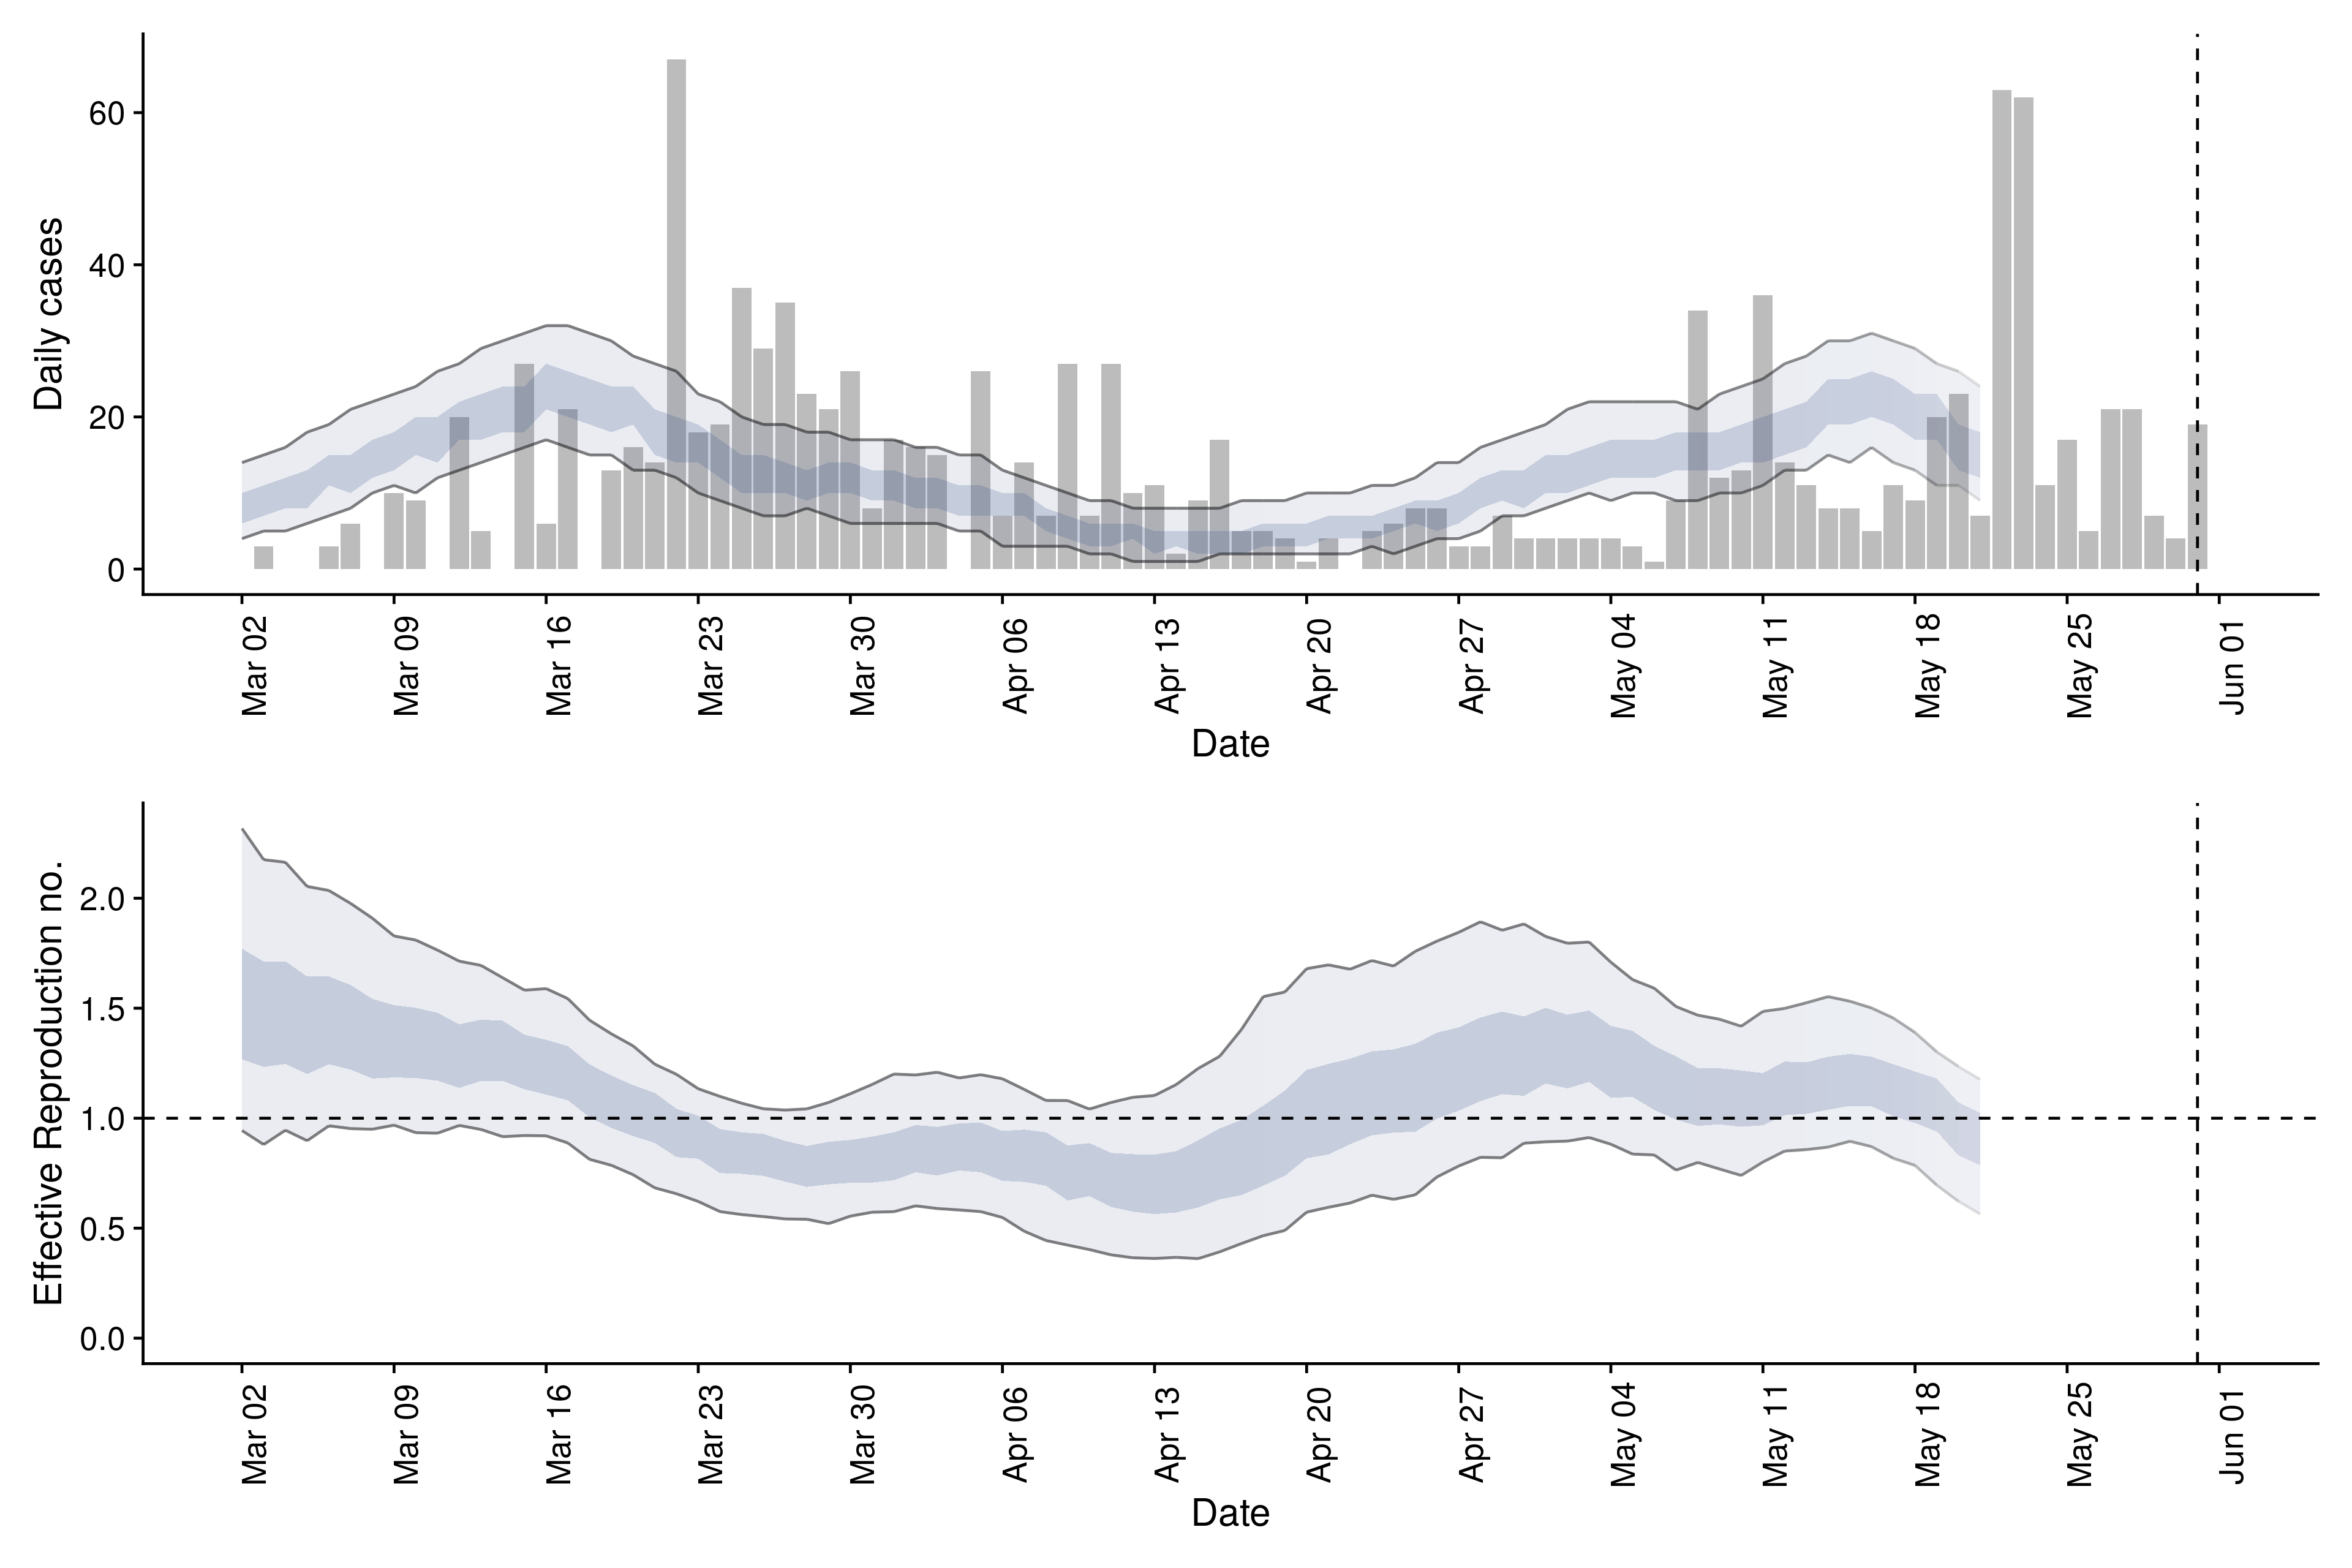 Daily cases
60
40
20
0
Mar 02
Mar 09
Mar 16
Mar 23
Mar 30
Apr 06
Apr 13
Apr 20
Apr 27
May 04
May 11
May 18
May 25
Jun 01
Date
Effective Reproduction no.
2.0
1.5
1.0
0.5
0.0
Mar 02
Mar 09
Mar 16
Mar 23
Mar 30
Apr 06
Apr 13
Apr 20
Apr 27
May 04
May 11
May 18
May 25
Jun 01
Date